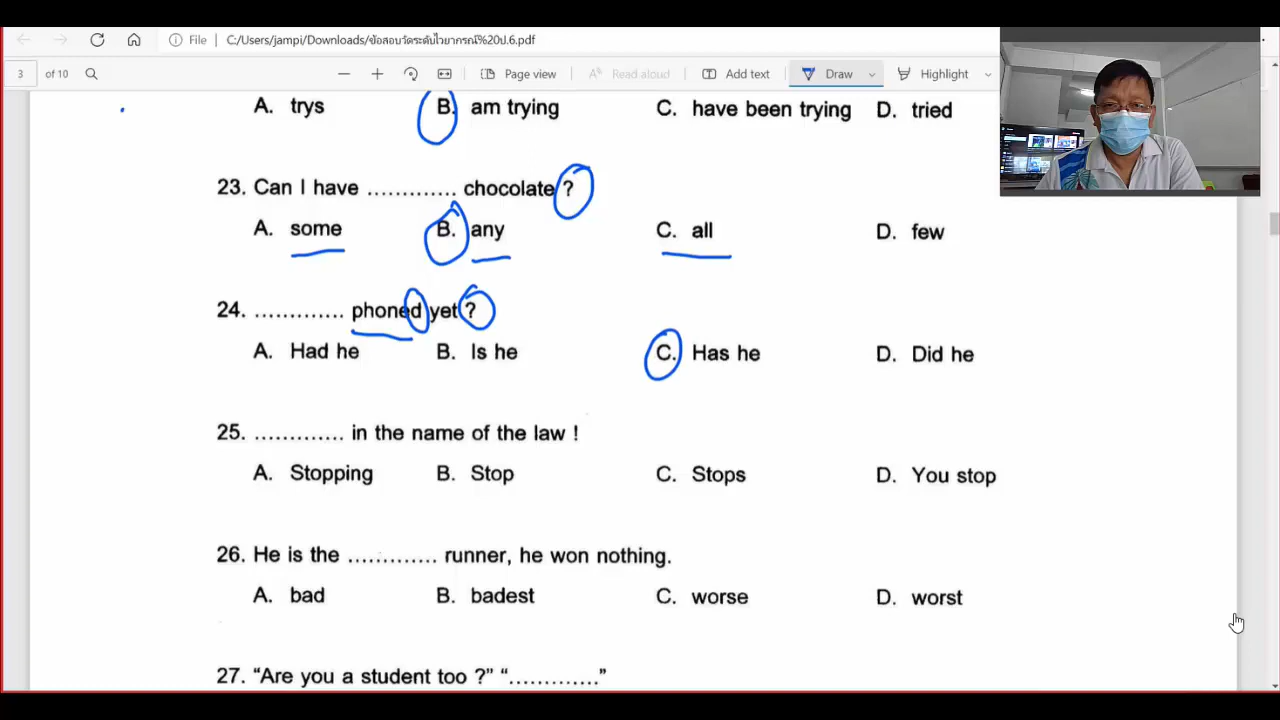 File C:/Users/jampi/Downloads/ข้อสอบวัดระดับไวยากรณ์%20ป.6.pdf
3 of 10 Page view Read aloud Add text Draw Highlight
A. trys B. am trying C. have been trying D. tried
23. Can I have ............. chocolate ?
A. some B. any C. all D. few
24. ............. phoned yet ?
A. Had he B. Is he C. Has he D. Did he
25. ............. in the name of the law !
A. Stopping B. Stop C. Stops D. You stop
26. He is the ............. runner, he won nothing.
A. bad B. badest C. worse D. worst
27. “Are you a student too ?” “.............”